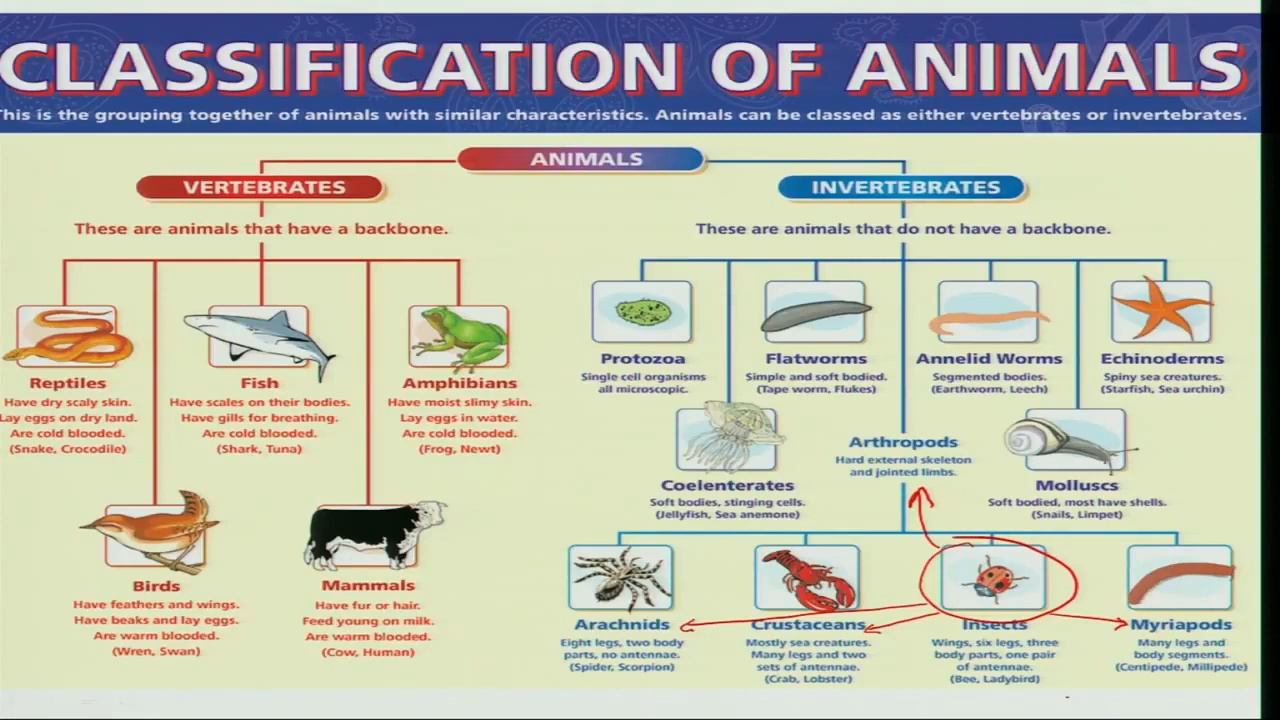 CLASSIFICATION OF ANIMALS
This is the grouping together of animals with similar characteristics. Animals can be classed as either vertebrates or invertebrates.
ANIMALS
VERTEBRATES
These are animals that have a backbone.
Reptiles
Have dry scaly skin.
Lay eggs on dry land.
Are cold blooded.
(Snake, Crocodile)
Fish
Have scales on their bodies.
Have gills for breathing.
Are cold blooded.
(Shark, Tuna)
Amphibians
Have moist slimy skin.
Lay eggs in water.
Are cold blooded.
(Frog, Newt)
Birds
Have feathers and wings.
Have beaks and lay eggs.
Are warm blooded.
(Wren, Swan)
Mammals
Have fur or hair.
Feed young on milk.
Are warm blooded.
(Cow, Human)
INVERTEBRATES
These are animals that do not have a backbone.
Protozoa
Single cell organisms
all microscopic.
Flatworms
Simple and soft bodied.
(Tape worm, Flukes)
Annelid Worms
Segmented bodies.
(Earthworm, Leech)
Echinoderms
Spiny sea creatures.
(Starfish, Sea urchin)
Coelenterates
Soft bodies, stinging cells.
(Jellyfish, Sea anemone)
Arthropods
Hard external skeleton
and jointed limbs.
Molluscs
Soft bodied, most have shells.
(Snails, Limpet)
Arachnids
Eight legs, two body
parts, no antennae.
(Spider, Scorpion)
Crustaceans
Mostly sea creatures.
Many legs and two
sets of antennae.
(Crab, Lobster)
Insects
Wings, six legs, three
body parts, one pair
of antennae.
(Bee, Ladybird)
Myriapods
Many legs and
body segments.
(Centipede, Millipede)